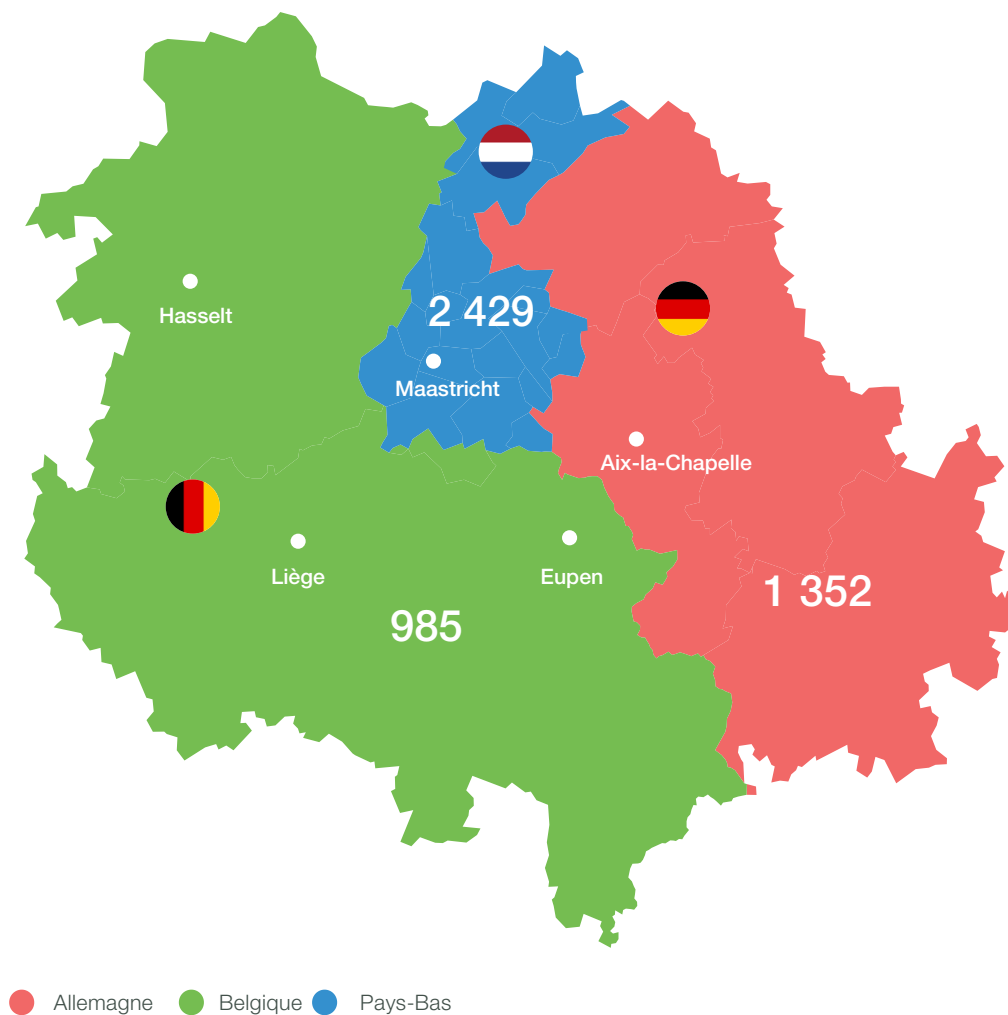 2 429
Hasselt
Maastricht
Aix-la-Chapelle
Liège
Eupen
1 352
985
Allemagne
Belgique
Pays-Bas